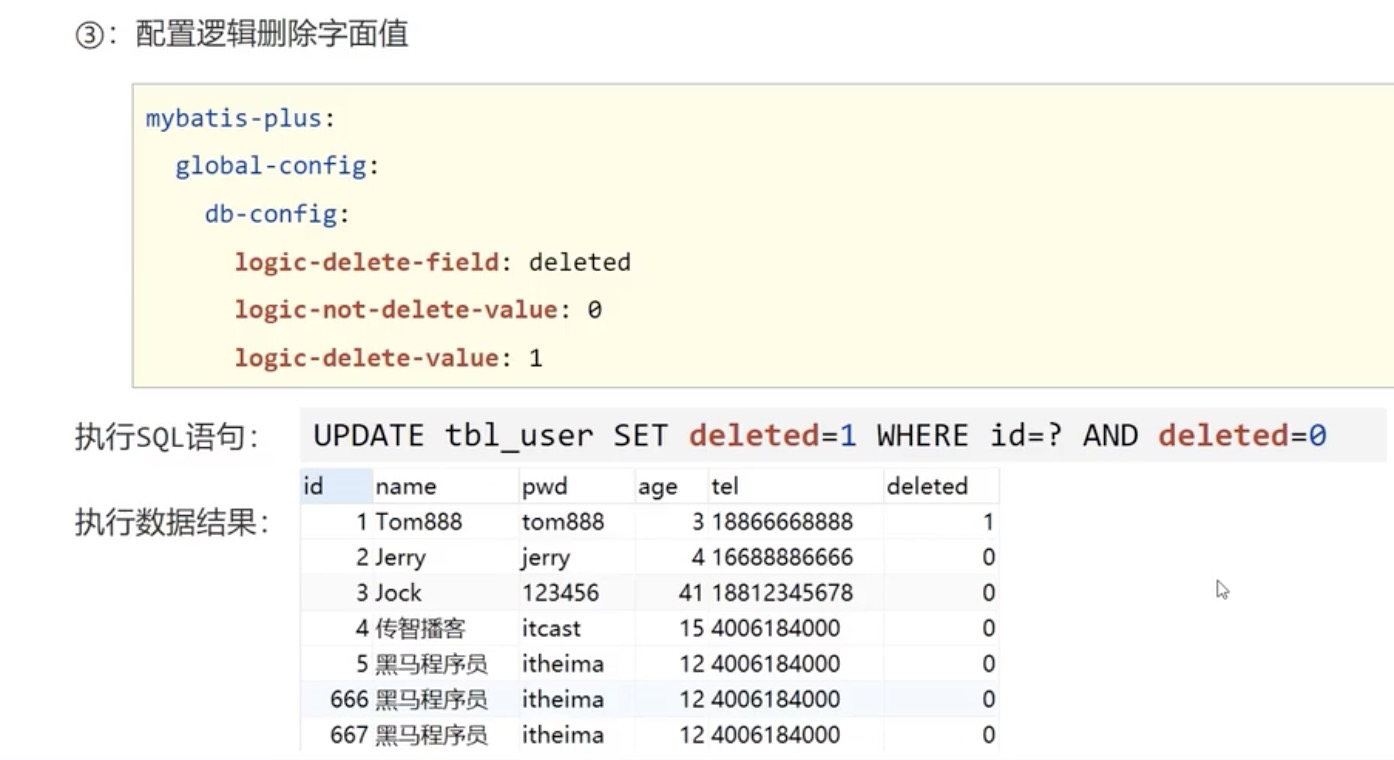 ③：配置逻辑删除字面值
mybatis-plus:
global-config:
db-config:
logic-delete-field: deleted
logic-not-delete-value: 0
logic-delete-value: 1
执行SQL语句： UPDATE tbl_user SET deleted=1 WHERE id=? AND deleted=0
id name pwd age tel deleted
执行数据结果：
1 Tom888 tom888 3 18866668888 1
2 Jerry jerry 4 16688886666 0
3 Jock 123456 41 18812345678 0
4 传智播客 itcast 15 4006184000 0
5 黑马程序员 itheima 12 4006184000 0
666 黑马程序员 itheima 12 4006184000 0
667 黑马程序员 itheima 12 4006184000 0